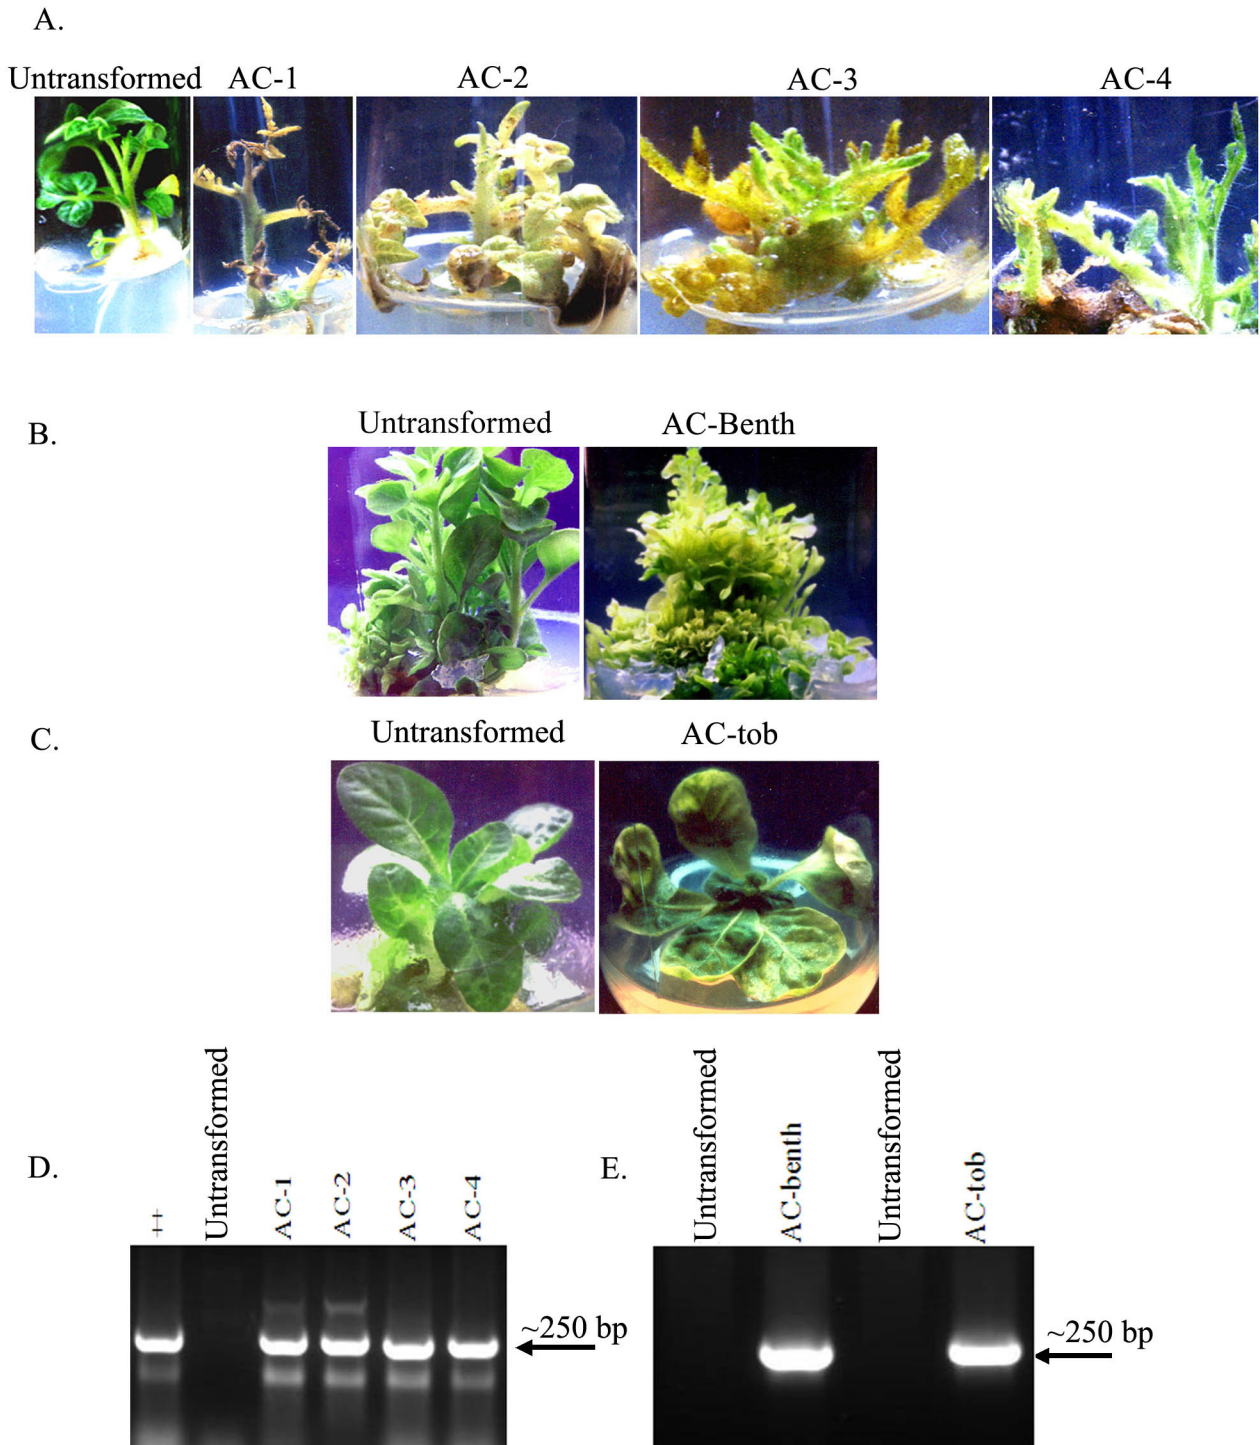 A.
Untransformed AC-1 AC-2 AC-3 AC-4
B.
Untransformed AC-Benth
C.
Untransformed AC-tob
D.
++ Untransformed AC-1 AC-2 AC-3 AC-4
~250 bp
E.
Untransformed AC-benth Untransformed AC-tob
~250 bp